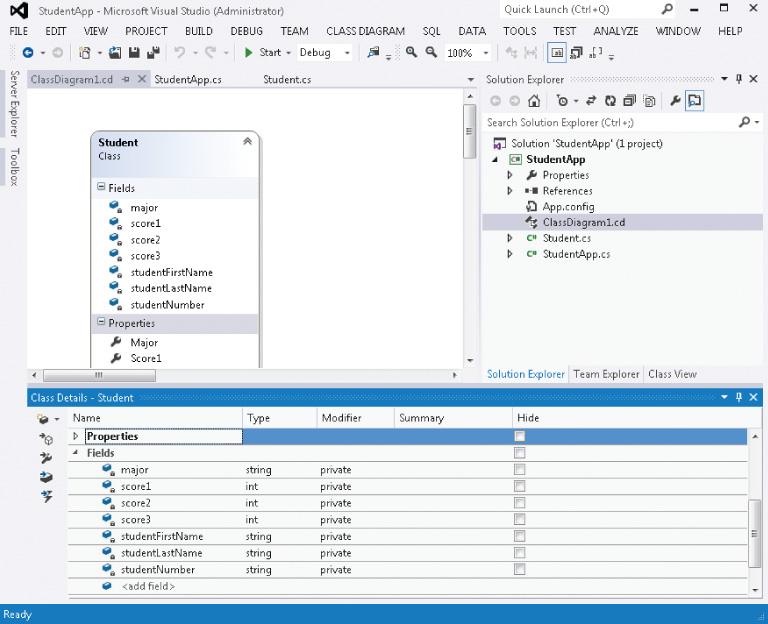 StudentApp - Microsoft Visual Studio (Administrator)
Quick Launch (Ctrl+Q)
FILE EDIT VIEW PROJECT BUILD DEBUG TEAM CLASS DIAGRAM SQL DATA TOOLS TEST ANALYZE WINDOW HELP
Start Debug 100%
Server Explorer
Toolbox
ClassDiagram1.cd StudentApp.cs Student.cs
Student
Class
Fields
major
score1
score2
score3
studentFirstName
studentLastName
studentNumber
Properties
Major
Score1
Solution Explorer
Search Solution Explorer (Ctrl+;)
Solution 'StudentApp' (1 project)
StudentApp
Properties
References
App.config
ClassDiagram1.cd
C# Student.cs
C# StudentApp.cs
Solution Explorer Team Explorer Class View
Class Details - Student
Name Type Modifier Summary Hide
Properties
Fields
major string private
score1 int private
score2 int private
score3 int private
studentFirstName string private
studentLastName string private
studentNumber string private
<add field>
Ready